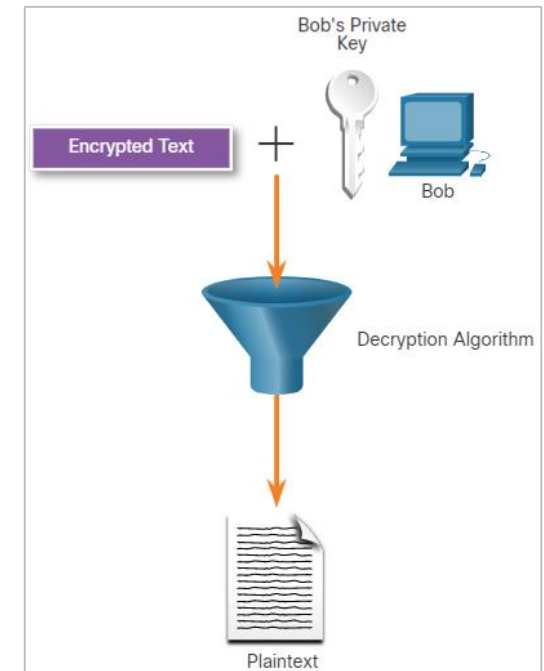 Bob's Private
Key
Encrypted Text
Bob
Decryption Algorithm
Plaintext